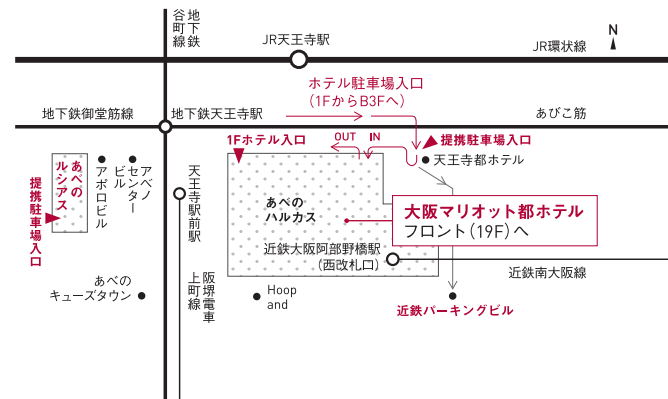 地下鉄
谷町線
JR天王寺駅
JR環状線
N
ホテル駐車場入口
(1FからB3Fへ)
地下鉄御堂筋線
地下鉄天王寺駅
あびこ筋
1Fホテル入口
OUT
IN
提携駐車場入口
天王寺都ホテル
あべの
ルシアス
提携駐車場入口
アポロビル
アベノ
センター
ビル
天王寺駅前駅
あべの
ハルカス
大阪マリオット都ホテル
フロント(19F)へ
近鉄大阪阿部野橋駅
(西改札口)
近鉄南大阪線
あべの
キューズタウン
阪堺電車
上町線
Hoop
and
近鉄パーキングビル